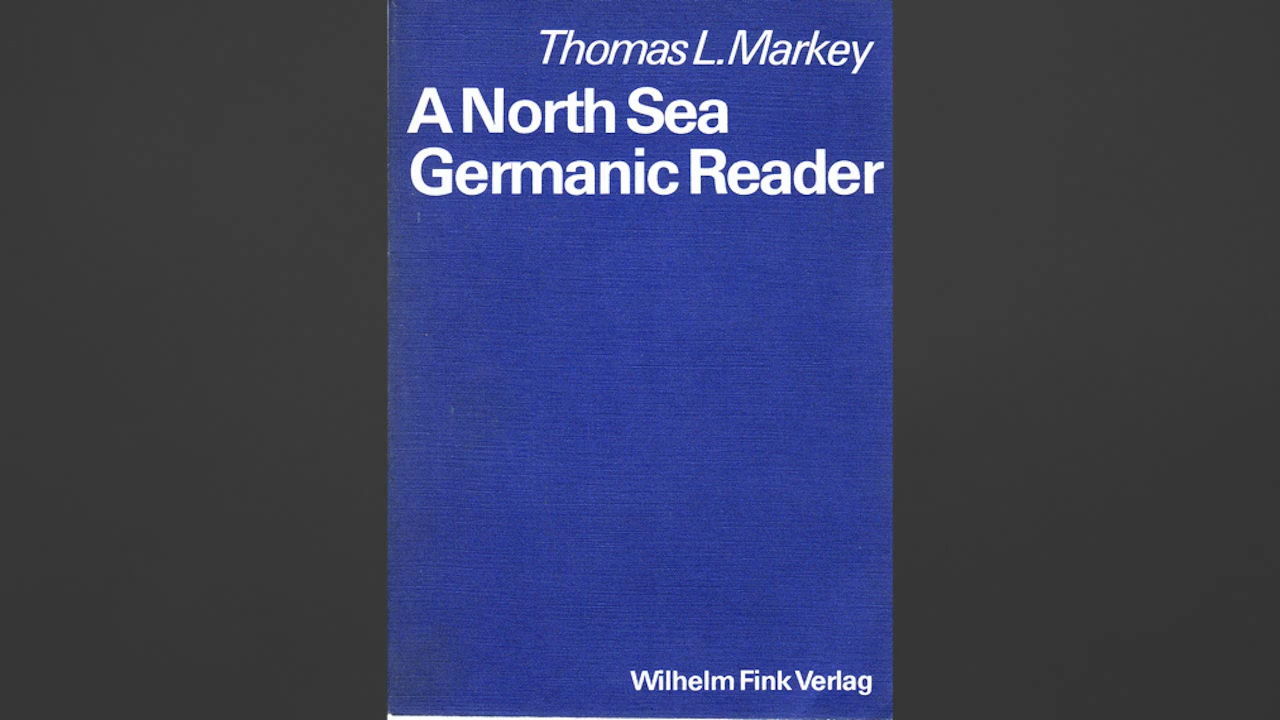 Thomas L. Markey
A North Sea
Germanic Reader
Wilhelm Fink Verlag